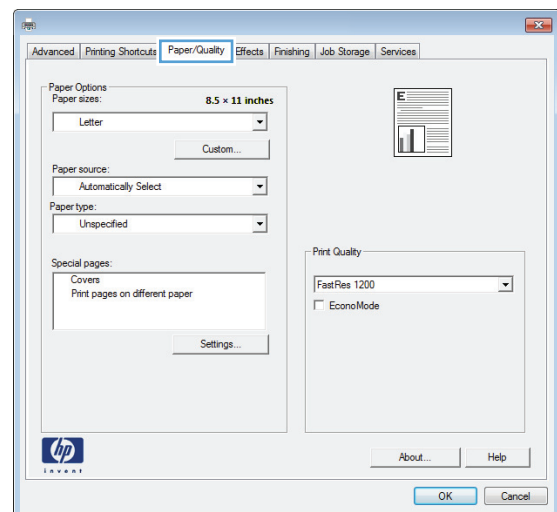 Advanced Printing Shortcuts Paper/Quality Effects Finishing Job Storage Services
Paper Options
Paper sizes: 8.5 × 11 inches
Letter
Custom...
Paper source:
Automatically Select
Paper type:
Unspecified
Special pages:
Covers
Print pages on different paper
Settings...
E
Print Quality
FastRes 1200
EconoMode
hp
invent
About... Help
OK Cancel